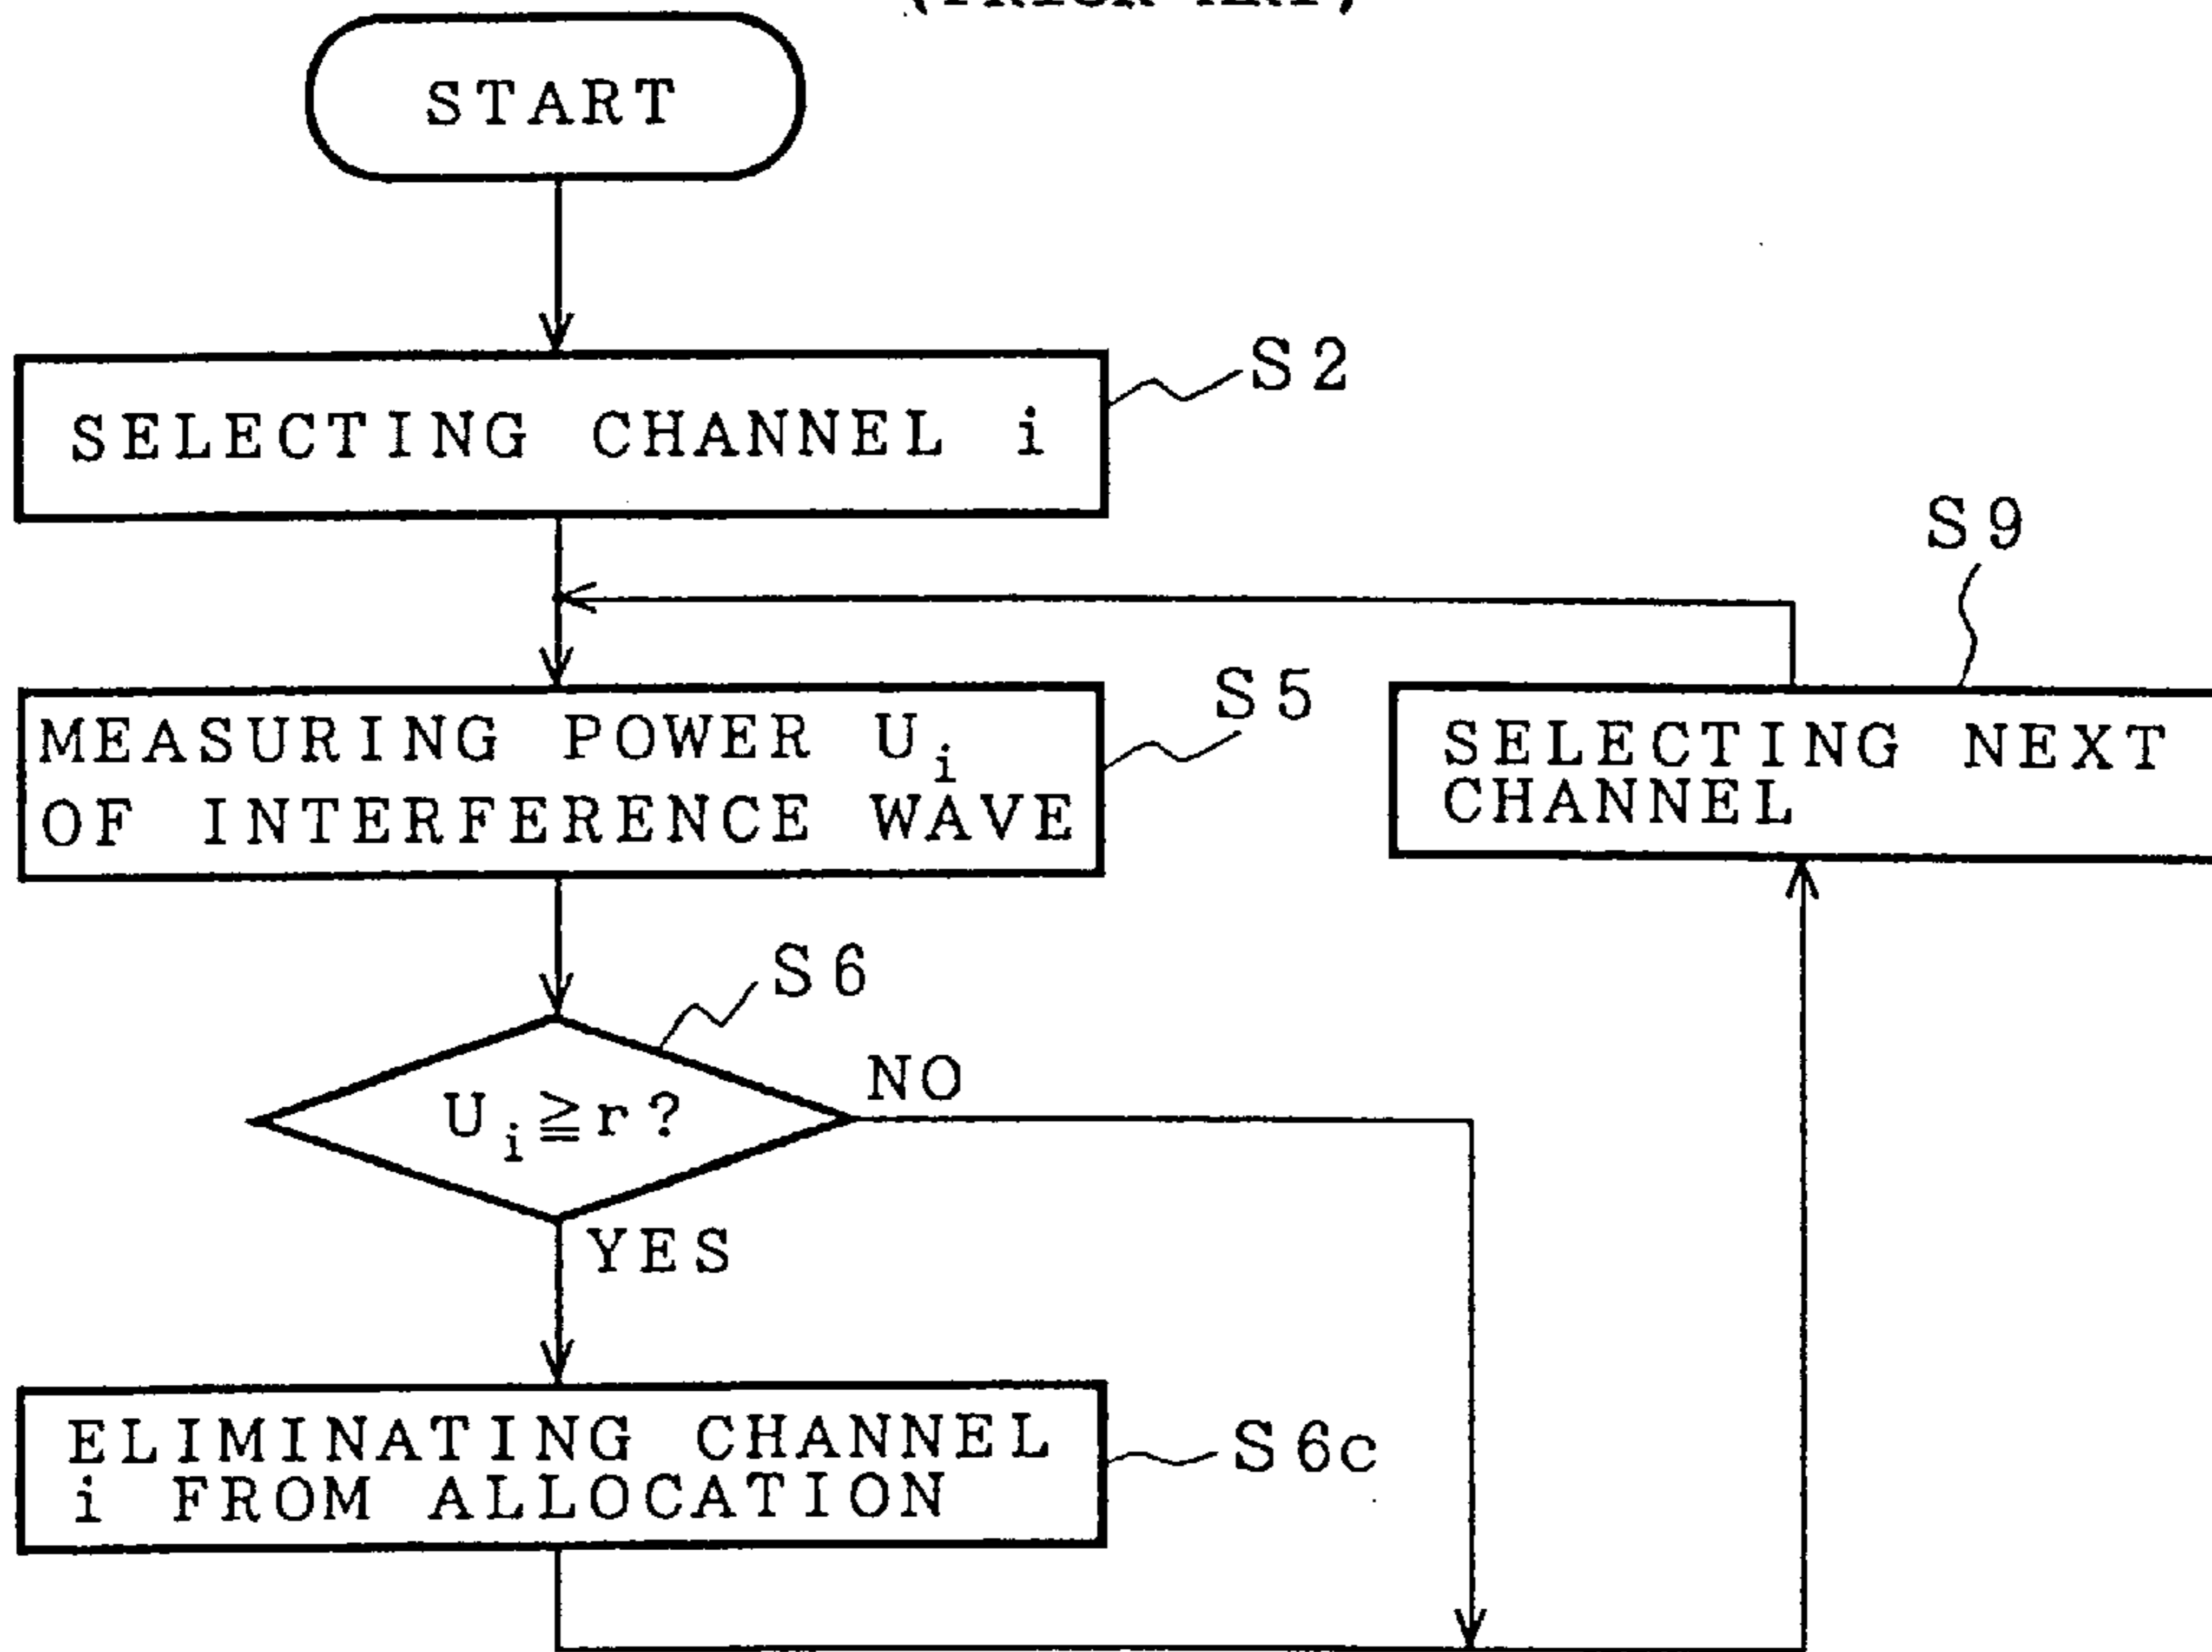 START
S2
SELECTING CHANNEL i
S9
S5
MEASURING POWER Ui
OF INTERFERENCE WAVE
SELECTING NEXT
CHANNEL
S6
NO
Ui≧r?
YES
ELIMINATING CHANNEL
i FROM ALLOCATION
S6c